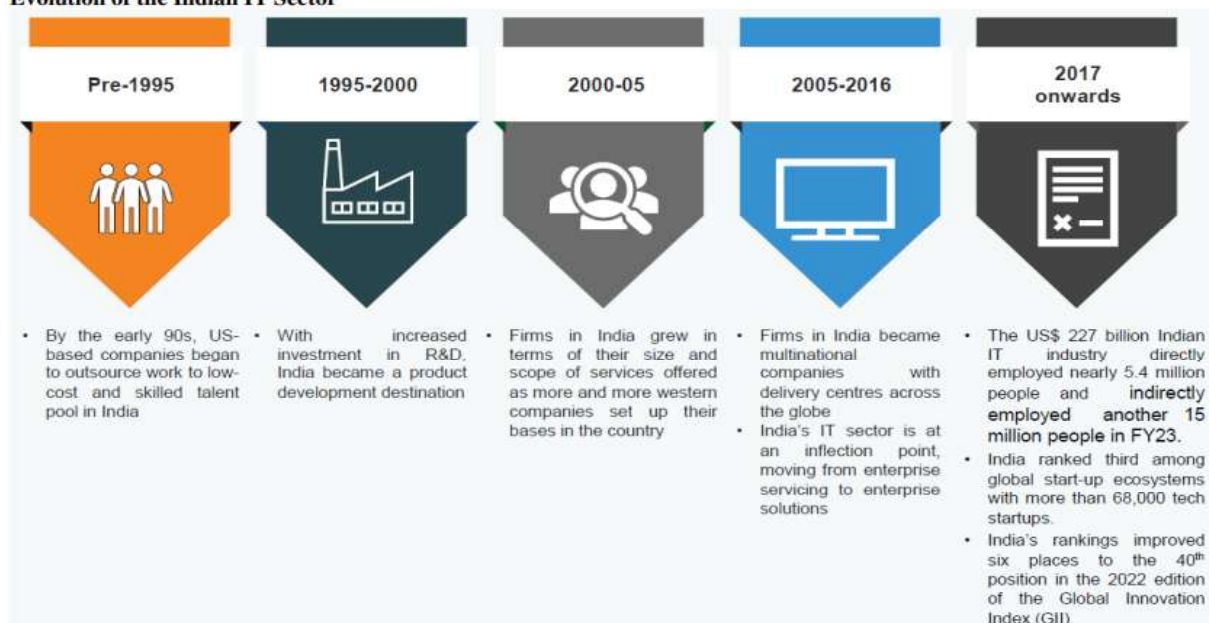 Evolution of the Indian IT Sector
Pre-1995
1995-2000
2000-05
2005-2016
2017
onwards
• By the early 90s, US-
based companies began
to outsource work to low-
cost and skilled talent
pool in India
• With increased
investment in R&D,
India became a product
development destination
• Firms in India grew in
terms of their size and
scope of services offered
as more and more western
companies set up their
bases in the country
• Firms in India became
multinational
companies with
delivery centres across
the globe
• India's IT sector is at
an inflection point,
moving from enterprise
servicing to enterprise
solutions
• The US$ 227 billion Indian
IT industry directly
employed nearly 5.4 million
people and indirectly
employed another 15
million people in FY23.
• India ranked third among
global start-up ecosystems
with more than 68,000 tech
startups.
• India's rankings improved
six places to the 40th
position in the 2022 edition
of the Global Innovation
Index (GII)